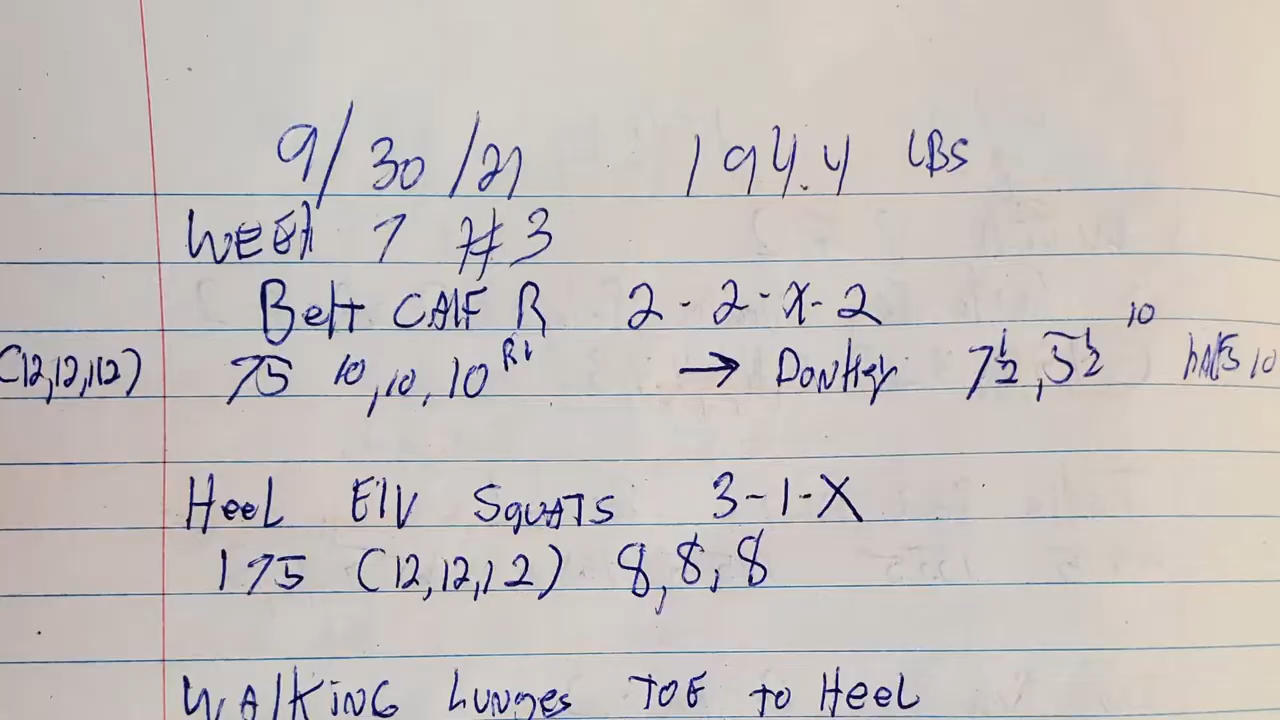 9/30/21 194.4 LBS
WEEK 7 #3
Belt CALF R 2-2-X-2
(12,12,12) 75 10,10,10 → Donkey 7½,5½ 10 10
Heel Elv SquATS 3-1-X
175 (12,12,12) 8,8,8
WAlKiNG LUNges TOE to Heel